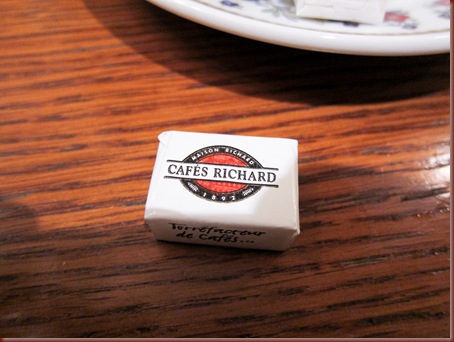 MAISON RICHARD
CAFÉS RICHARD
1892
Torréfacteur
de Cafés...